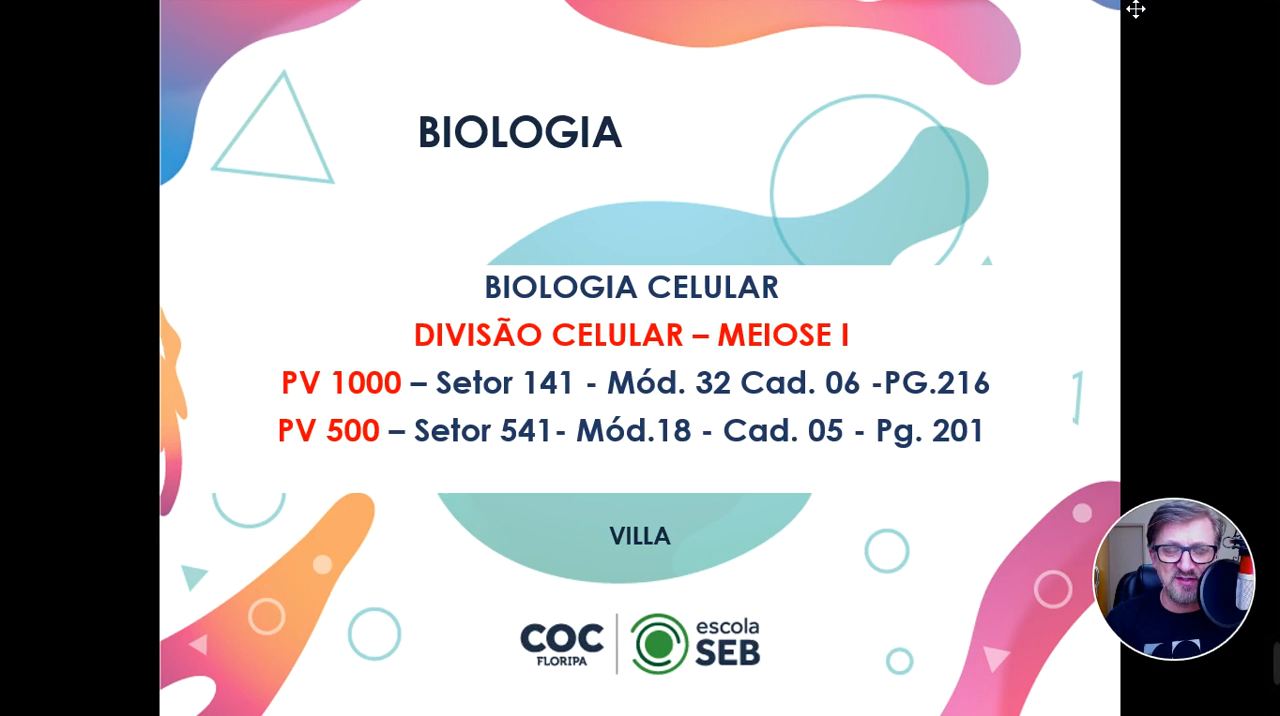 BIOLOGIA
BIOLOGIA CELULAR
DIVISÃO CELULAR – MEIOSE I
PV 1000 – Setor 141 - Mód. 32 Cad. 06 -PG.216
PV 500 – Setor 541- Mód.18 - Cad. 05 - Pg. 201
VILLA
COC
FLORIPA
escola
SEB